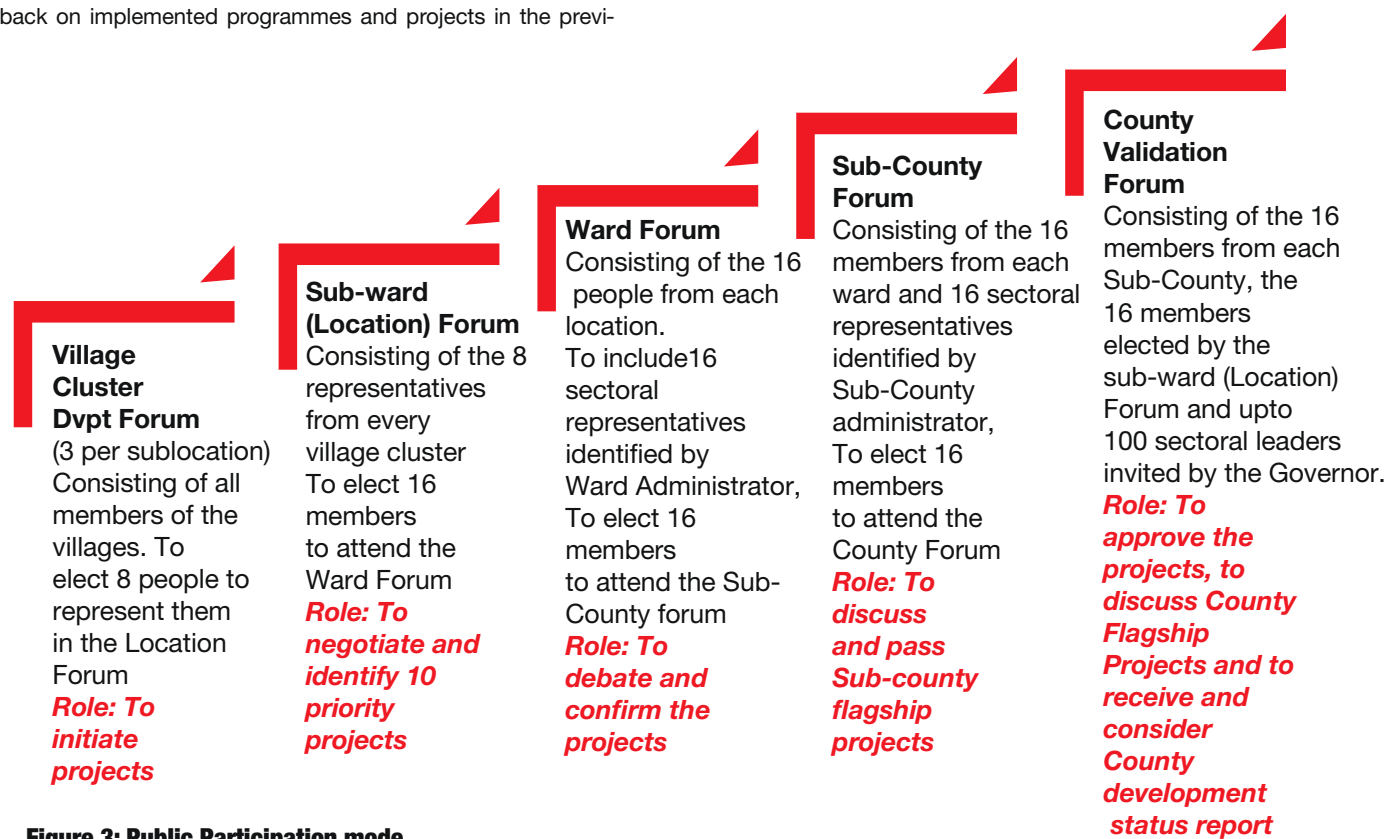 back on implemented programmes and projects in the previ-
Village
Cluster
Dvpt Forum
(3 per sublocation)
Consisting of all
members of the
villages. To
elect 8 people to
represent them
in the Location
Forum
Role: To
initiate
projects
Sub-ward
(Location) Forum
Consisting of the 8
representatives
from every
village cluster
To elect 16
members
to attend the
Ward Forum
Role: To
negotiate and
identify 10
priority
projects
Ward Forum
Consisting of the 16
people from each
location.
To include16
sectoral
representatives
identified by
Ward Administrator,
To elect 16
members
to attend the Sub-
County forum
Role: To
debate and
confirm the
projects
Sub-County
Forum
Consisting of the 16
members from each
ward and 16 sectoral
representatives
identified by
Sub-County
administrator,
To elect 16
members
to attend the
County Forum
Role: To
discuss
and pass
Sub-county
flagship
projects
County
Validation
Forum
Consisting of the 16
members from each
Sub-County, the
16 members
elected by the
sub-ward (Location)
Forum and upto
100 sectoral leaders
invited by the Governor.
Role: To
approve the
projects, to
discuss County
Flagship
Projects and to
receive and
consider
County
development
status report
Figure 3: Public Participation mode